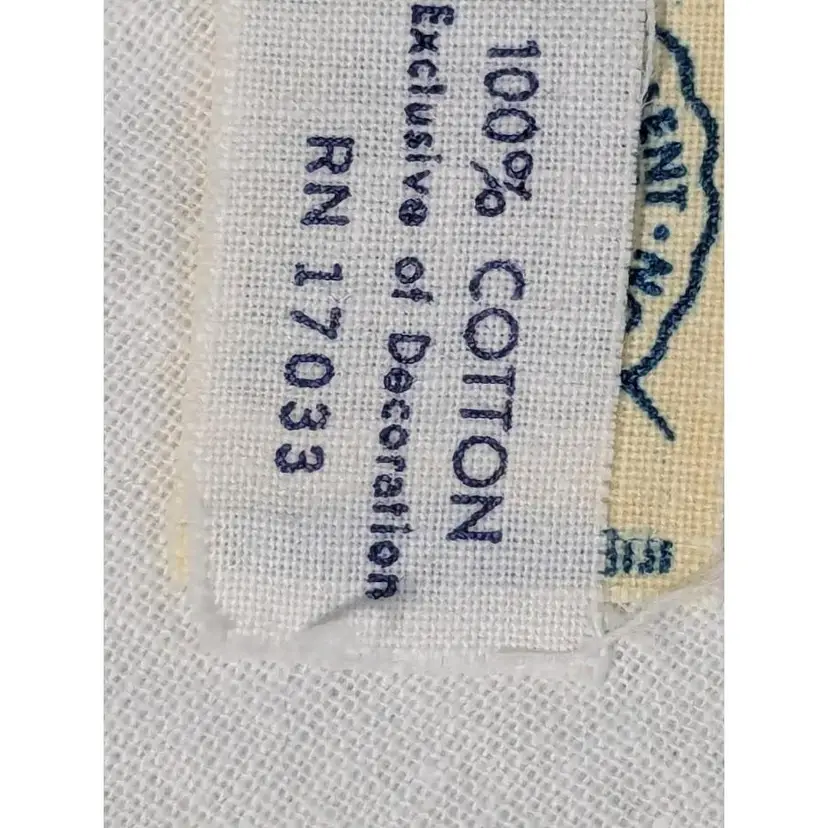 100% COTTON
Exclusive of Decoration
RN 17033